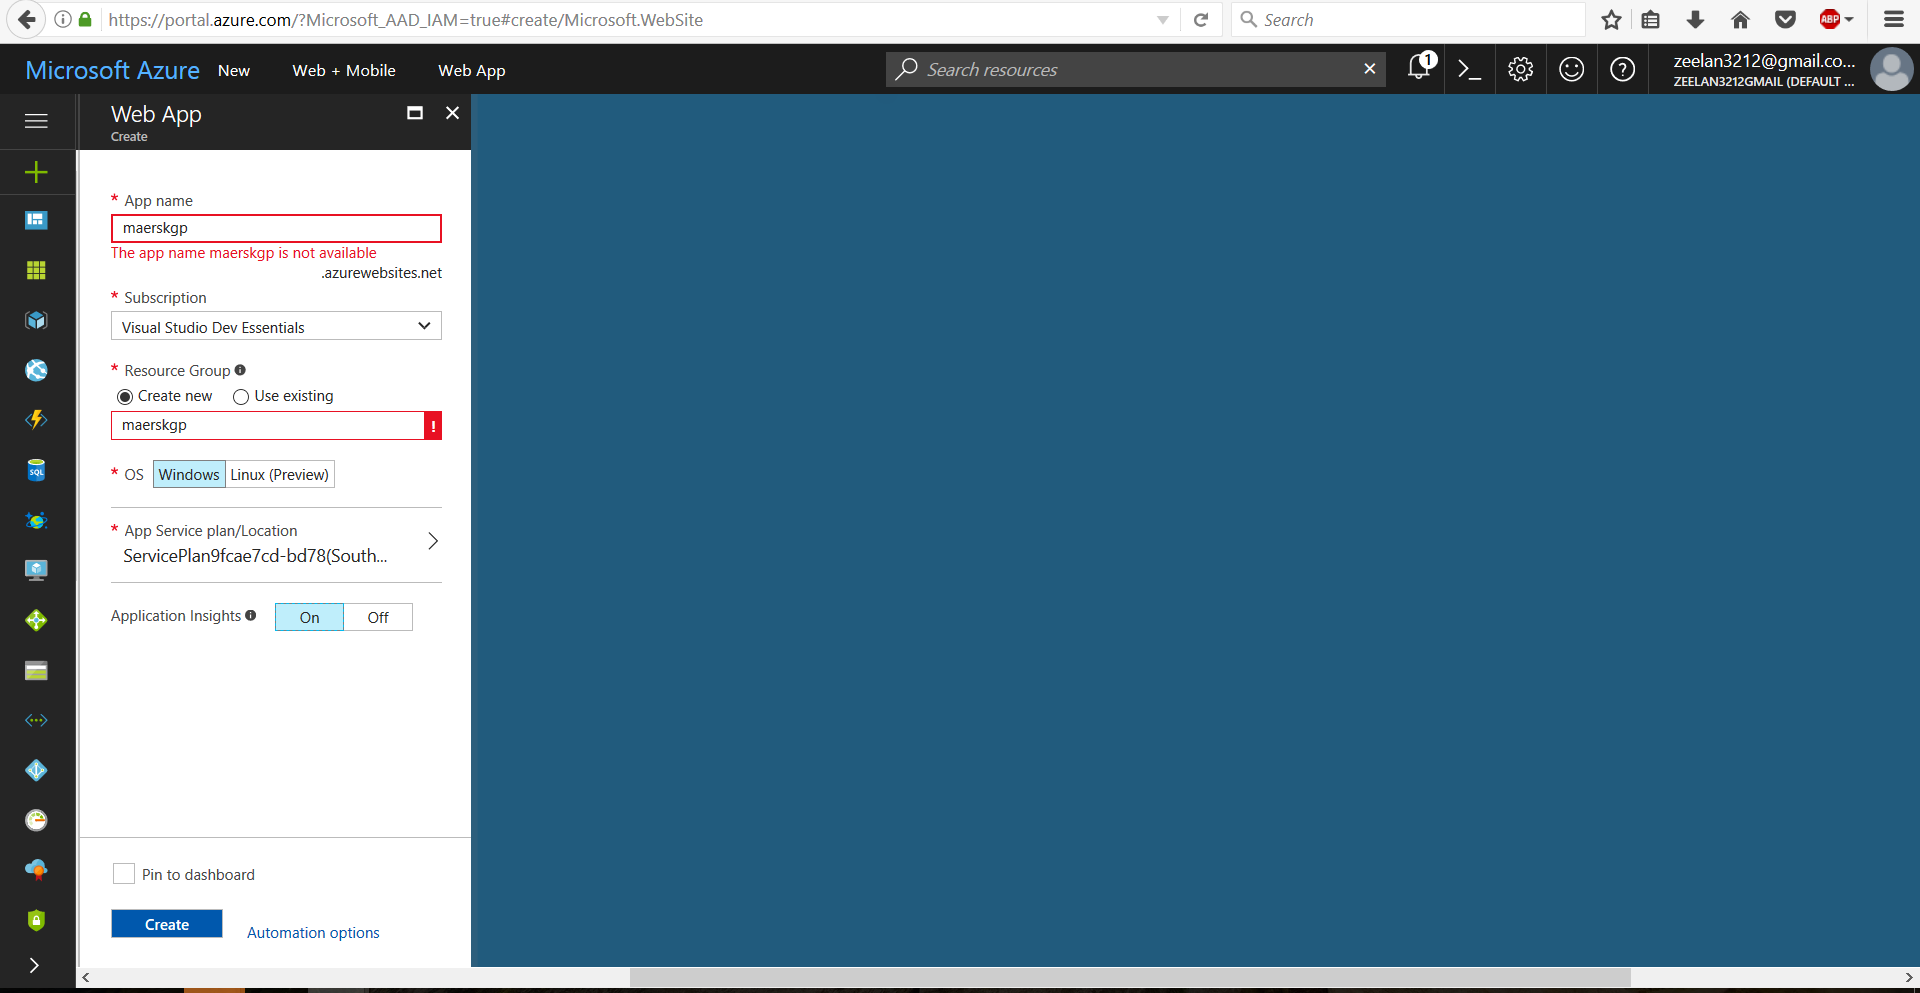 https://portal.azure.com/?Microsoft_AAD_IAM=true#create/Microsoft.WebSite
Search
ABP
Microsoft Azure
New
Web + Mobile
Web App
Search resources
1
zeelan3212@gmail.co...
ZEELAN3212GMAIL (DEFAULT ...
Web App
Create
* App name
maerskgp
The app name maerskgp is not available
.azurewebsites.net
* Subscription
Visual Studio Dev Essentials
* Resource Group
Create new
Use existing
maerskgp
!
* OS
Windows
Linux (Preview)
* App Service plan/Location
ServicePlan9fcae7cd-bd78(South...
Application Insights
On
Off
SQL
Pin to dashboard
Create
Automation options